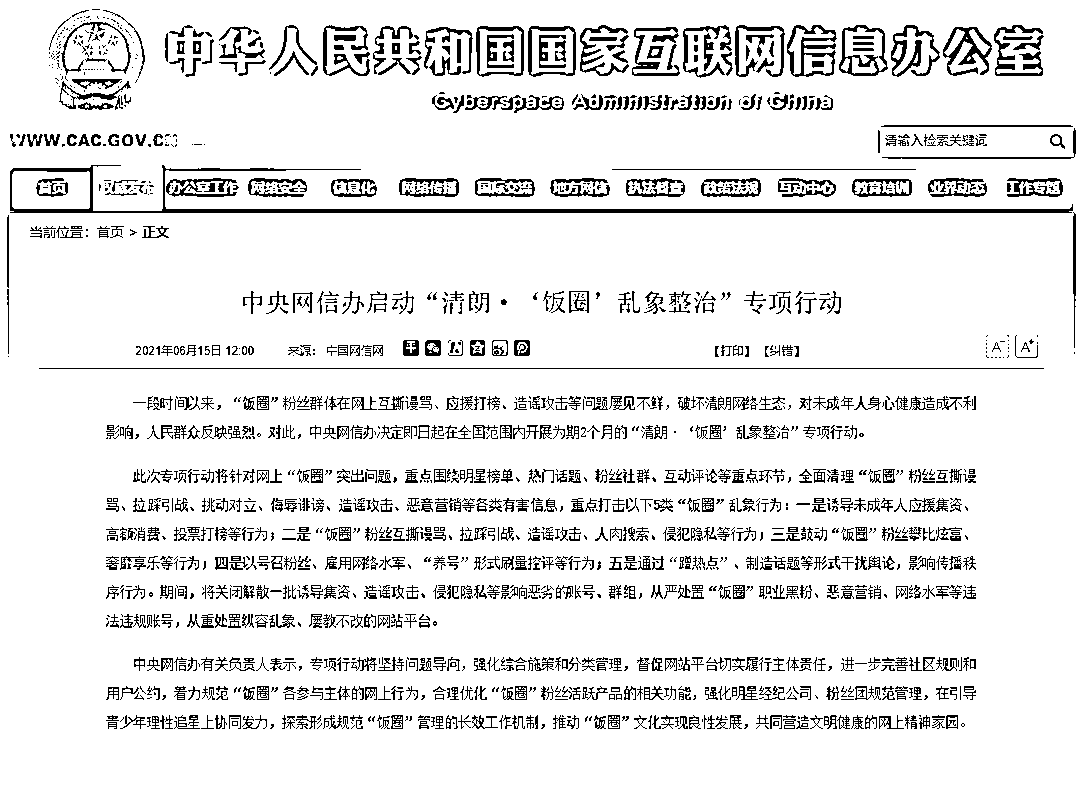 中华人民共和国国家互联网信息办公室
Cyberspace Administration of China
WWW.CAC.GOV.C
请输入检索关键词
首页 权威发布 办公室工作 网络安全 信息化 网络传播 国际交流 地方网信 执法督查 政策法规 互动中心 教育培训 业界动态 工作专题
当前位置：首页 > 正文
中央网信办启动“清朗·‘饭圈’乱象整治”专项行动
2021年06月15日 12:00 来源：中国网信网 【打印】【纠错】 A- A+
一段时间以来，“饭圈”粉丝群体在网上互撕谩骂、应援打榜、造谣攻击等问题屡见不鲜，破坏清朗网络生态，对未成年人身心健康造成不利
影响，人民群众反映强烈。对此，中央网信办决定即日起在全国范围内开展为期2个月的“清朗·‘饭圈’乱象整治”专项行动。
此次专项行动将针对网上“饭圈”突出问题，重点围绕明星榜单、热门话题、粉丝社群、互动评论等重点环节，全面清理“饭圈”粉丝互撕谩
骂、拉踩引战、挑动对立、侮辱诽谤、造谣攻击、恶意营销等各类有害信息，重点打击以下5类“饭圈”乱象行为：一是诱导未成年人应援集资、
高额消费、投票打榜等行为；二是“饭圈”粉丝互撕谩骂、拉踩引战、造谣攻击、人肉搜索、侵犯隐私等行为；三是鼓动“饭圈”粉丝攀比炫富、
奢靡享乐等行为；四是以号召粉丝、雇用网络水军、“养号”形式刷量控评等行为；五是通过“蹭热点”、制造话题等形式干扰舆论，影响传播秩
序行为。期间，将关闭解散一批诱导集资、造谣攻击、侵犯隐私等影响恶劣的账号、群组，从严处置“饭圈”职业黑粉、恶意营销、网络水军等违
法违规账号，从重处置纵容乱象、屡教不改的网站平台。
中央网信办有关负责人表示，专项行动将坚持问题导向，强化综合施策和分类管理，督促网站平台切实履行主体责任，进一步完善社区规则和
用户公约，着力规范“饭圈”各参与主体的网上行为，合理优化“饭圈”粉丝活跃产品的相关功能，强化明星经纪公司、粉丝团规范管理，在引导
青少年理性追星上协同发力，探索形成规范“饭圈”管理的长效工作机制，推动“饭圈”文化实现良性发展，共同营造文明健康的网上精神家园。